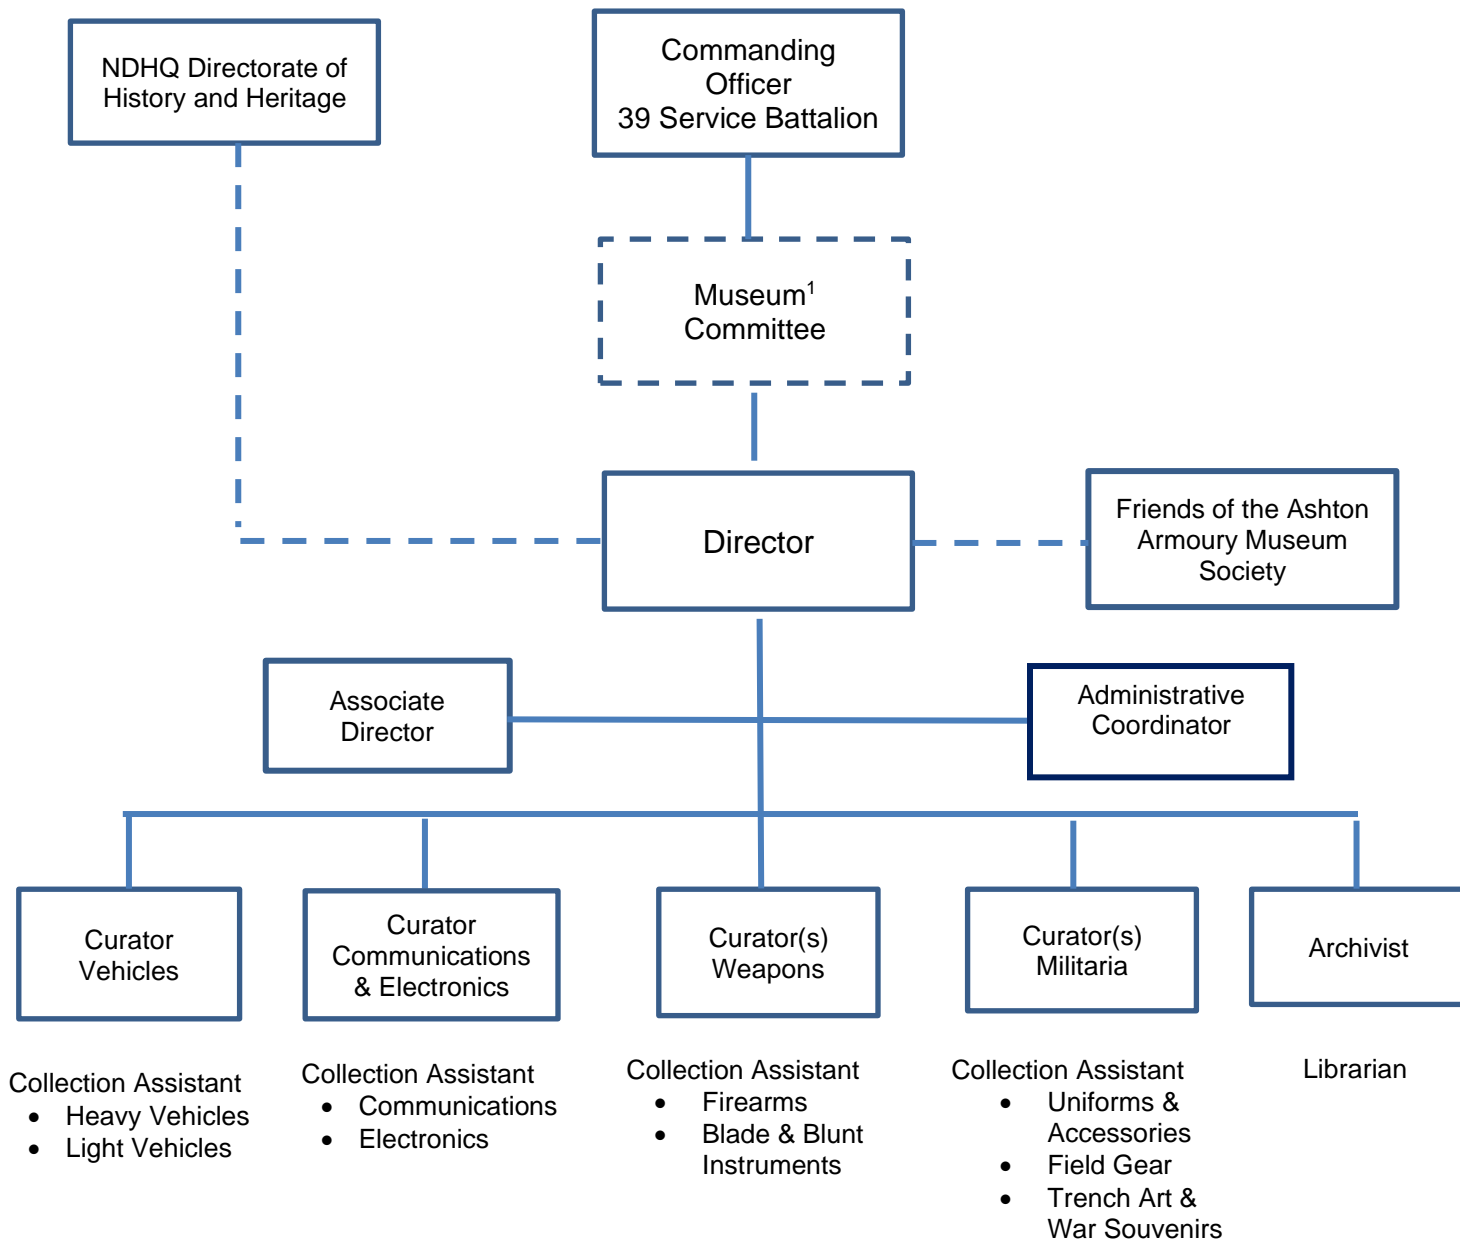 NDHQ Directorate of
History and Heritage
Commanding
Officer
39 Service Battalion
Museum¹
Committee
Director
Friends of the Ashton
Armoury Museum
Society
Associate
Director
Administrative
Coordinator
Curator
Vehicles
Curator
Communications
& Electronics
Curator(s)
Weapons
Curator(s)
Militaria
Archivist
Collection Assistant
• Heavy Vehicles
• Light Vehicles
Collection Assistant
• Communications
• Electronics
Collection Assistant
• Firearms
• Blade & Blunt
Instruments
Collection Assistant
• Uniforms &
Accessories
• Field Gear
• Trench Art &
War Souvenirs
Librarian